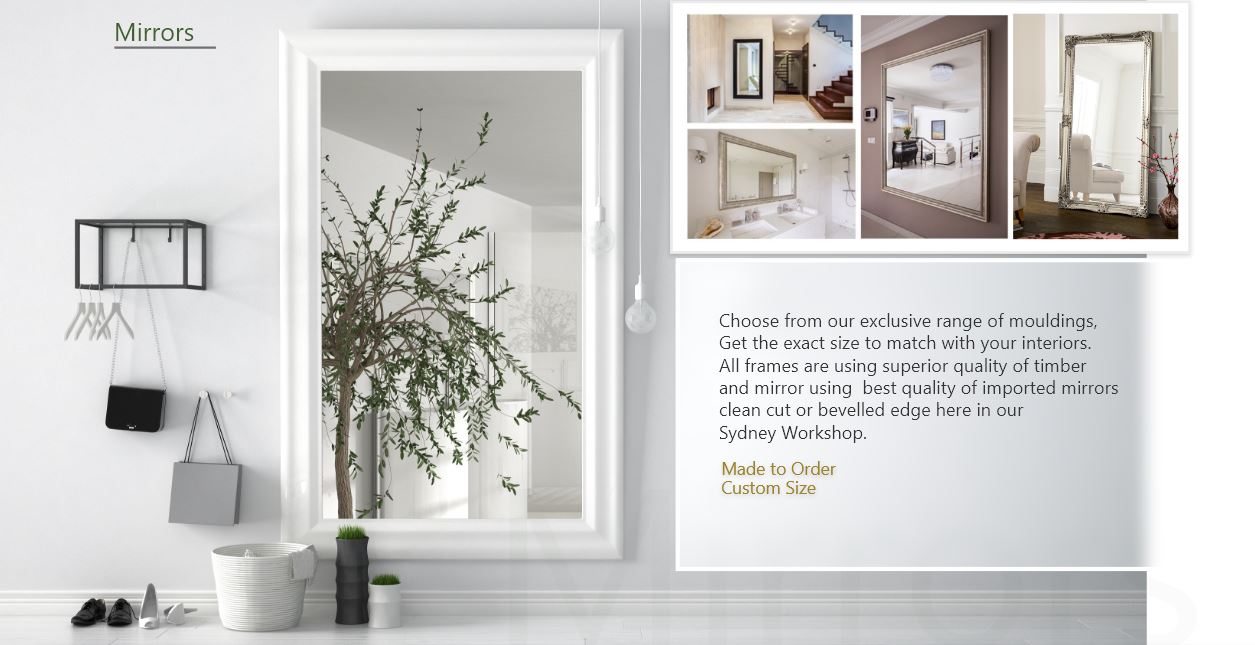 Mirrors
Choose from our exclusive range of mouldings,
Get the exact size to match with your interiors.
All frames are using superior quality of timber
and mirror using  best quality of imported mirrors
clean cut or bevelled edge here in our
Sydney Workshop.
Made to Order
Custom Size
Mirrors